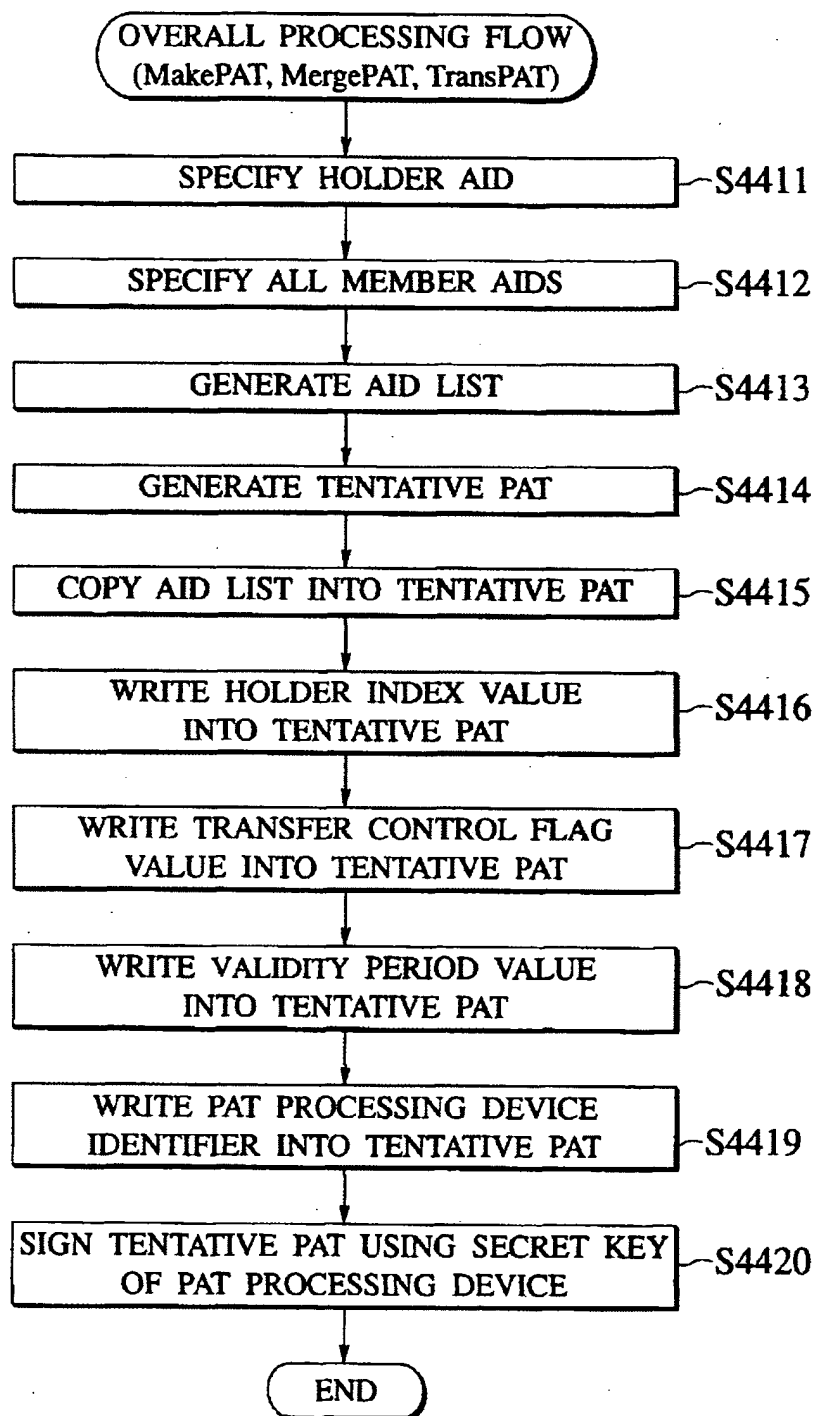 OVERALL PROCESSING FLOW
(MakePAT, MergePAT, TransPAT)
SPECIFY HOLDER AID
S4411
SPECIFY ALL MEMBER AIDS
S4412
GENERATE AID LIST
S4413
GENERATE TENTATIVE PAT
S4414
COPY AID LIST INTO TENTATIVE PAT
S4415
WRITE HOLDER INDEX VALUE
INTO TENTATIVE PAT
S4416
WRITE TRANSFER CONTROL FLAG
VALUE INTO TENTATIVE PAT
S4417
WRITE VALIDITY PERIOD VALUE
INTO TENTATIVE PAT
S4418
WRITE PAT PROCESSING DEVICE
IDENTIFIER INTO TENTATIVE PAT
S4419
SIGN TENTATIVE PAT USING SECRET KEY
OF PAT PROCESSING DEVICE
S4420
END